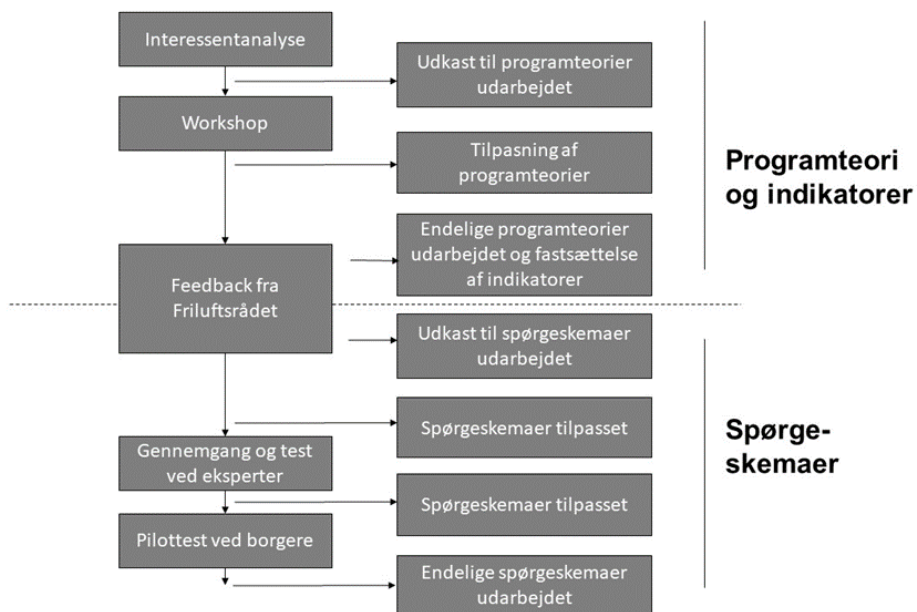 Interessentanalyse
Udkast til programteorier
udarbejdet
Workshop
Tilpasning af
programteorier
Programteori
og indikatorer
Endelige programteorier
udarbejdet og fastsættelse
af indikatorer
Feedback fra
Friluftsrådet
Udkast til spørgeskemaer
udarbejdet
Spørgeskemaer tilpasset
Spørge-
skemaer
Gennemgang og test
ved eksperter
Spørgeskemaer tilpasset
Pilottest ved borgere
Endelige spørgeskemaer
udarbejdet